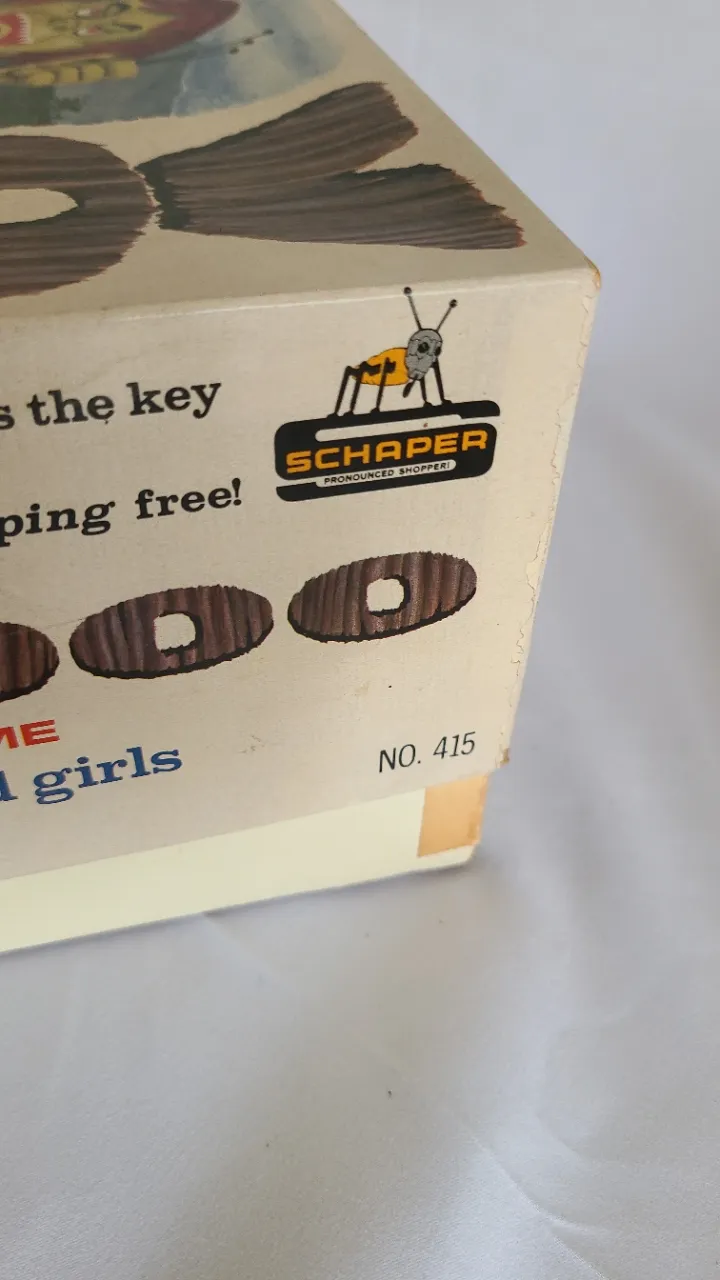 s the key
ping free!
SCHAPER
PRONOUNCED SHOPPER!
ME
girls
NO. 415